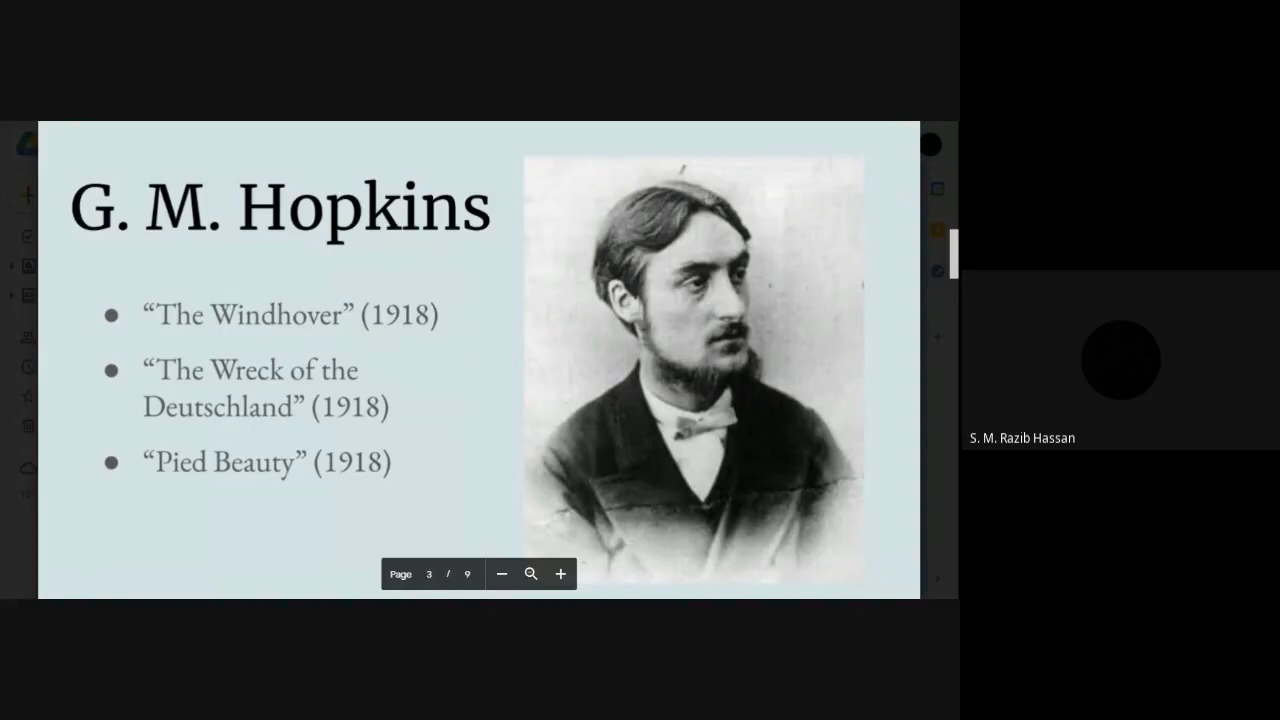 G. M. Hopkins
● “The Windhover” (1918)
● “The Wreck of the
Deutschland” (1918)
● “Pied Beauty” (1918)
Page 3 / 9
S. M. Razib Hassan